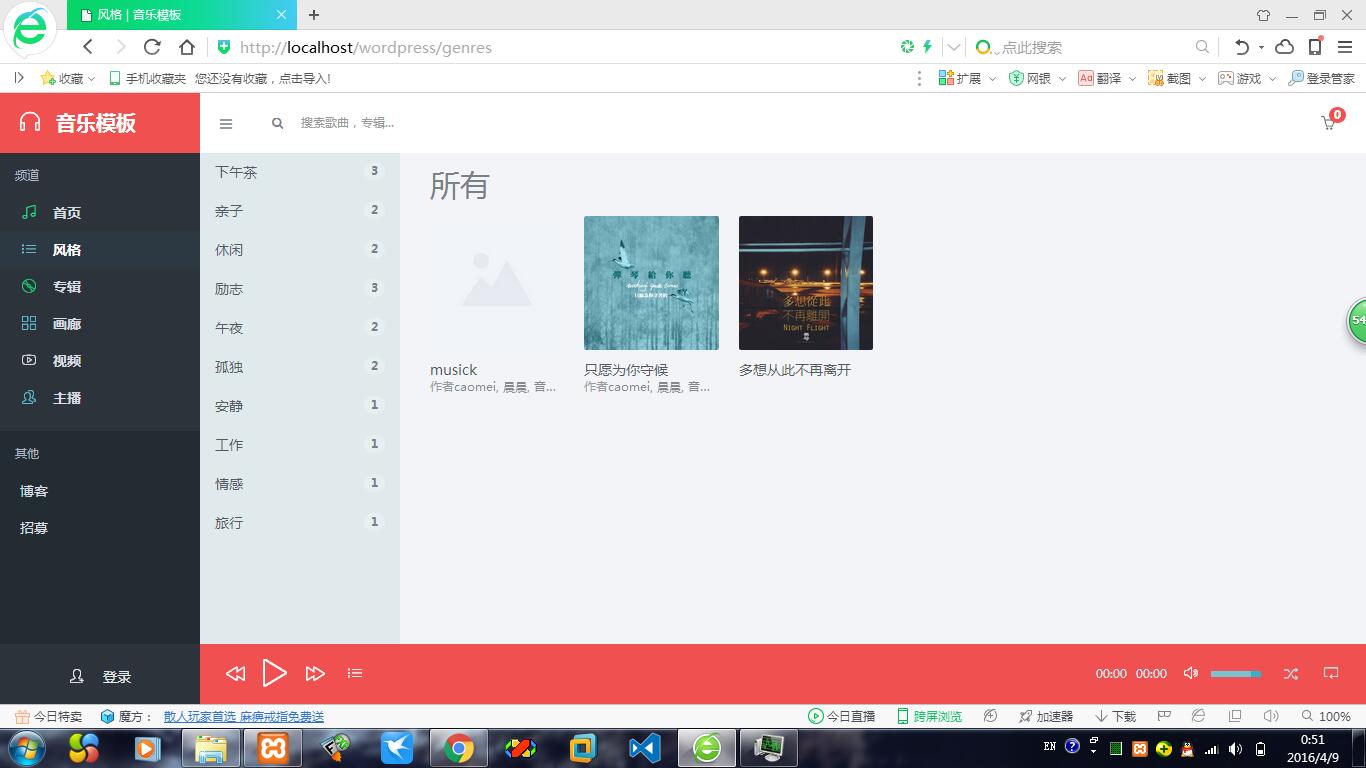 风格 | 音乐模板
http://localhost/wordpress/genres
点此搜索
收藏
手机收藏夹
您还没有收藏，点击导入!
扩展
网银
翻译
截图
游戏
登录管家
音乐模板
搜索歌曲，专辑...
0
频道
首页
风格
专辑
画廊
视频
主播
其他
博客
招募
登录
下午茶 3
亲子 2
休闲 2
励志 3
午夜 2
孤独 2
安静 1
工作 1
情感 1
旅行 1
所有
彈琴給你聽
多想從此
不再離開
NIGHT FLIGHT
musick
作者caomei, 晨晨, 音...
只愿为你守候
作者caomei, 晨晨, 音...
多想从此不再离开
54
00:00 00:00
今日特卖
魔方：
散人玩家首选 麻痹戒指免费送
今日直播
跨屏浏览
加速器
下载
100%
EN
0:51
2016/4/9